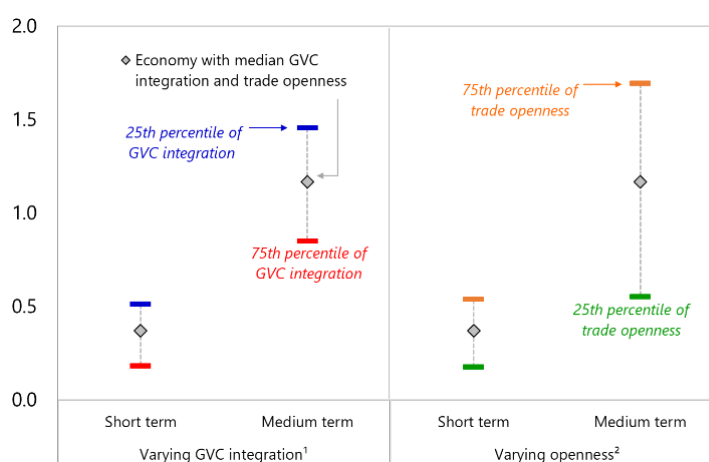 2.0
◇ Economy with median GVC
integration and trade openness
75th percentile of
trade openness
1.5
25th percentile of
GVC integration
1.0
75th percentile of
GVC integration
0.5
25th percentile of
trade openness
0.0
Short term
Medium term
Short term
Medium term
Varying GVC integration¹
Varying openness²